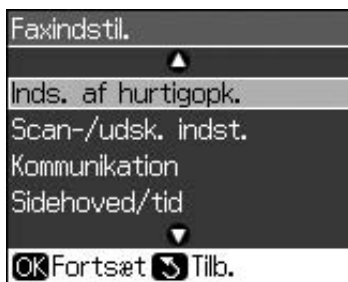 Faxindstil.
Inds. af hurtigopk.
Scan-/udsk. indst.
Kommunikation
Sidehoved/tid
OK Fortsæt Tilb.